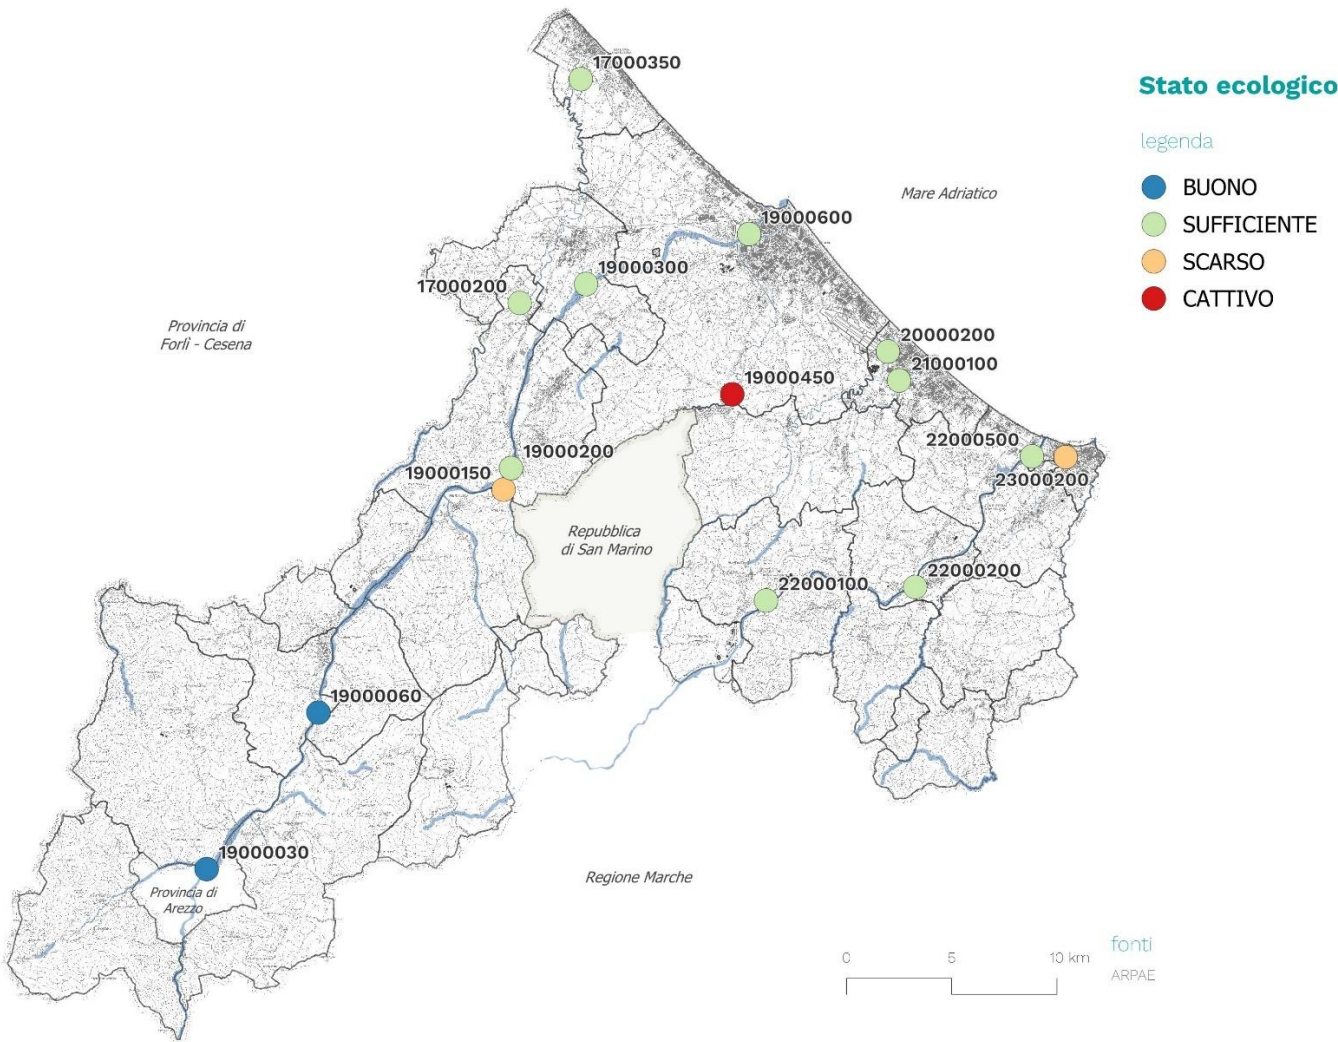 17000350
Stato ecologico
legenda
BUONO
SUFFICIENTE
SCARSO
CATTIVO
Mare Adriatico
19000600
19000300
17000200
Provincia di
Forlì - Cesena
20000200
21000100
19000450
22000500
23000200
19000200
19000150
Repubblica
di San Marino
22000100
22000200
19000060
19000030
Provincia di
Arezzo
Regione Marche
0 5 10 km
fonti
ARPAE